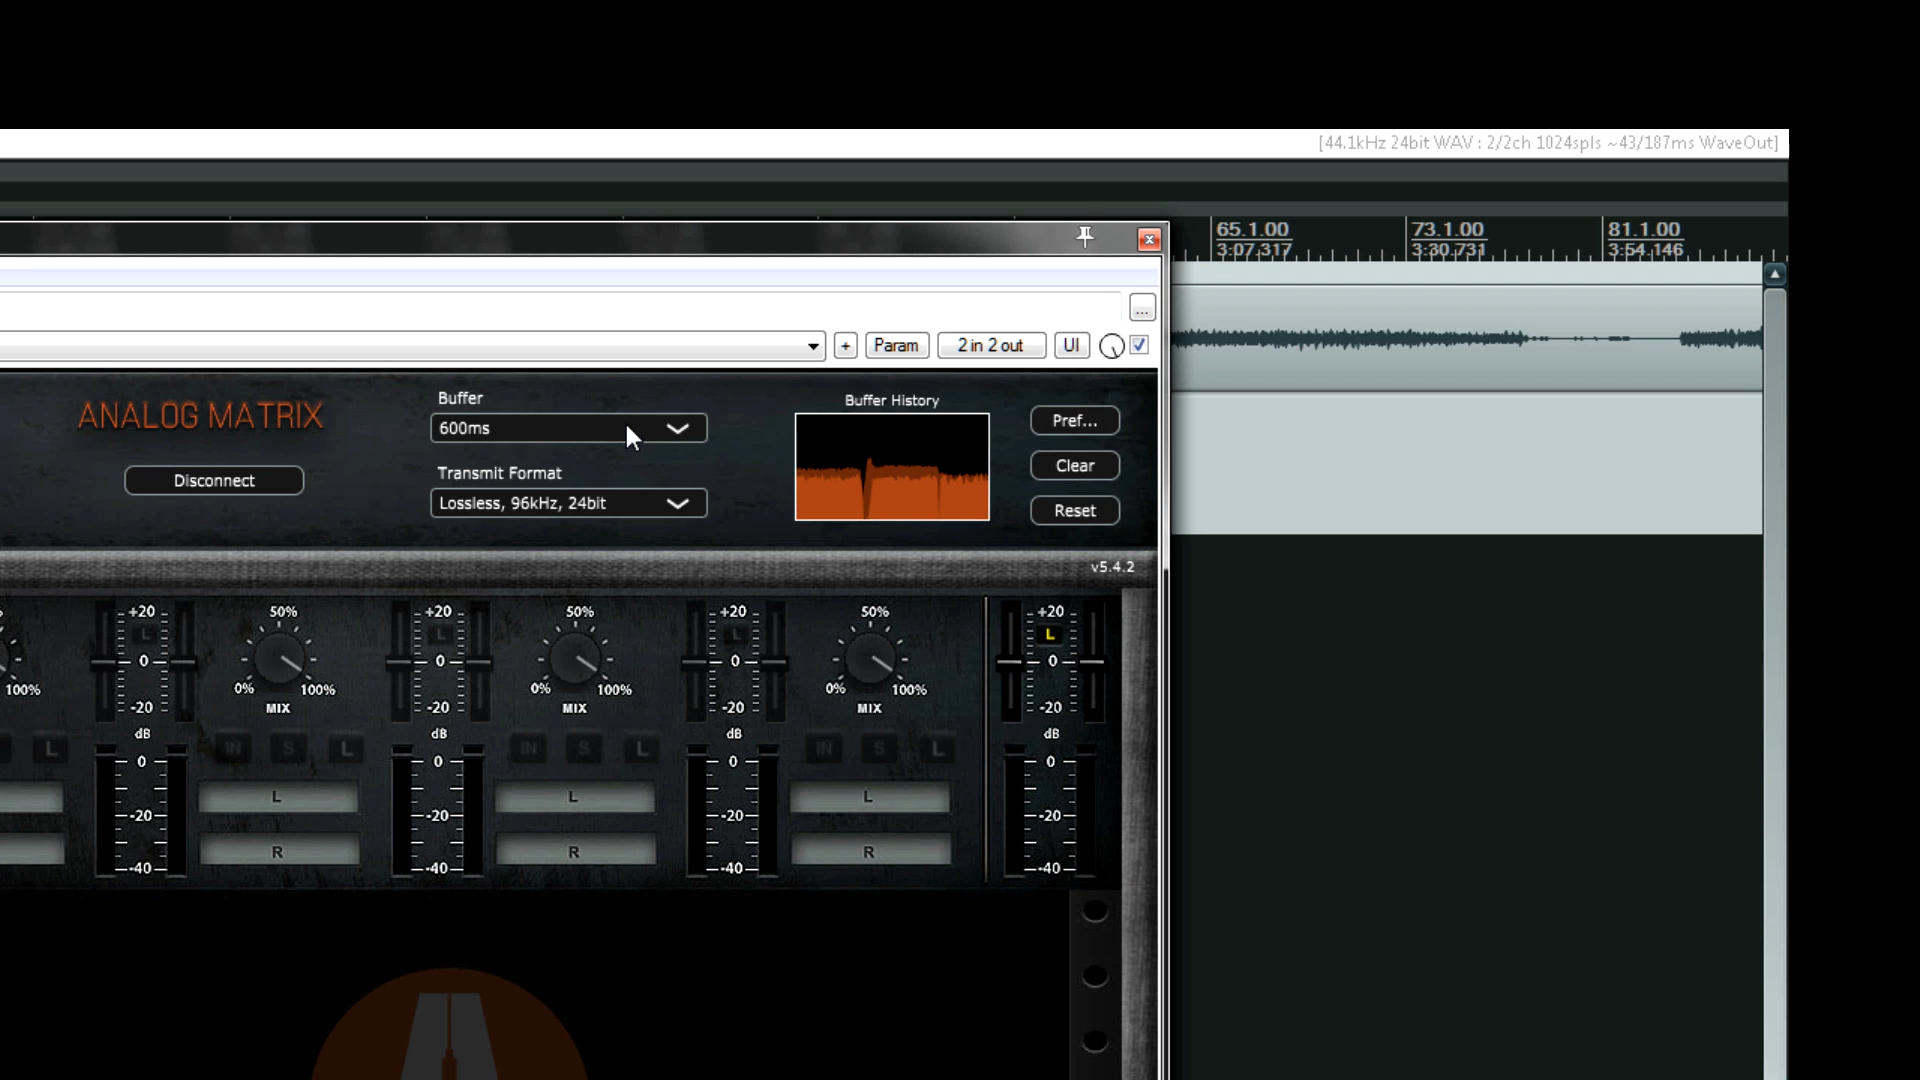 [44.1kHz 24bit WAV : 2/2ch 1024spls ~43/187ms WaveOut]
65.1.00 73.1.00 81.1.00
3:07.317 3:30.731 3:54.146
...
+ Param 2 in 2 out UI
ANALOG MATRIX
Disconnect
Buffer
600ms
Transmit Format
Lossless, 96kHz, 24bit
Buffer History
Pref...
Clear
Reset
v5.4.2
+20 50% +20 50% +20 50% +20
L L L L
0 0 0 0
100% 0% 100% 0% 100% 0% 100%
-20 MIX -20 MIX -20 MIX -20
dB dB dB dB
L IN S L IN S L IN S L
0 0 0 0
L L L
-20 -20 -20 -20
R R R
-40 -40 -40 -40